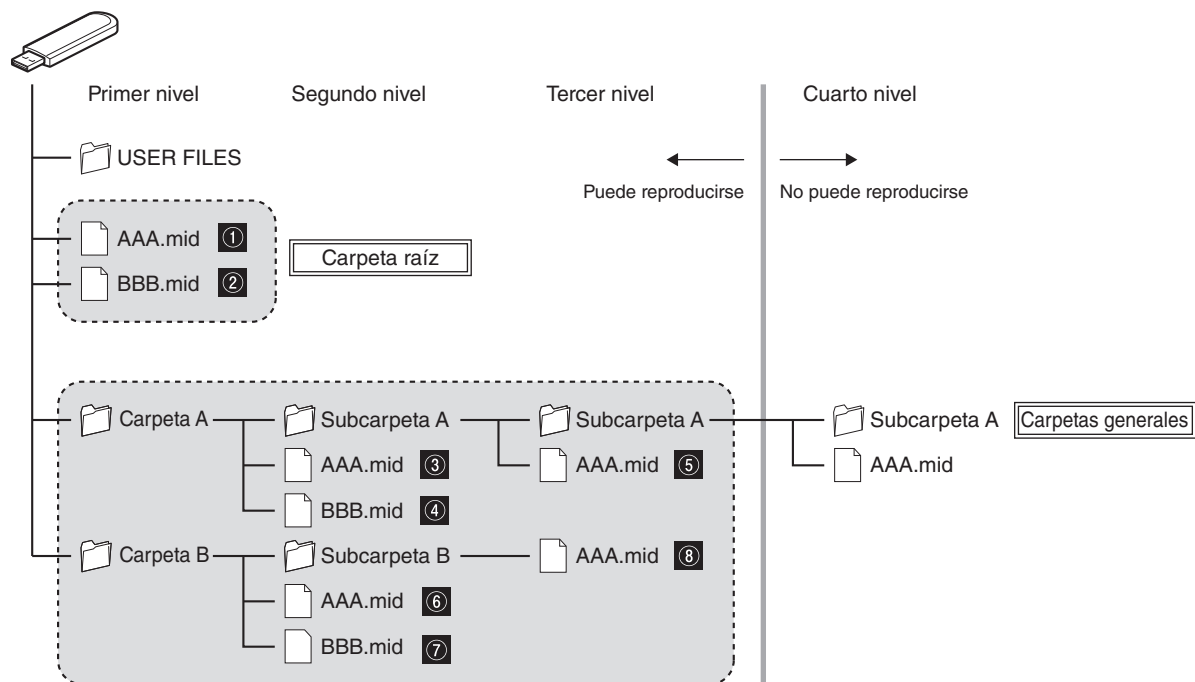 Primer nivel Segundo nivel Tercer nivel Cuarto nivel
USER FILES
Puede reproducirse No puede reproducirse
AAA.mid ①
Carpeta raíz
BBB.mid ②
Carpeta A Subcarpeta A Subcarpeta A Subcarpeta A Carpetas generales
AAA.mid ③ AAA.mid ⑤ AAA.mid
BBB.mid ④
Carpeta B Subcarpeta B AAA.mid ⑧
AAA.mid ⑥
BBB.mid ⑦